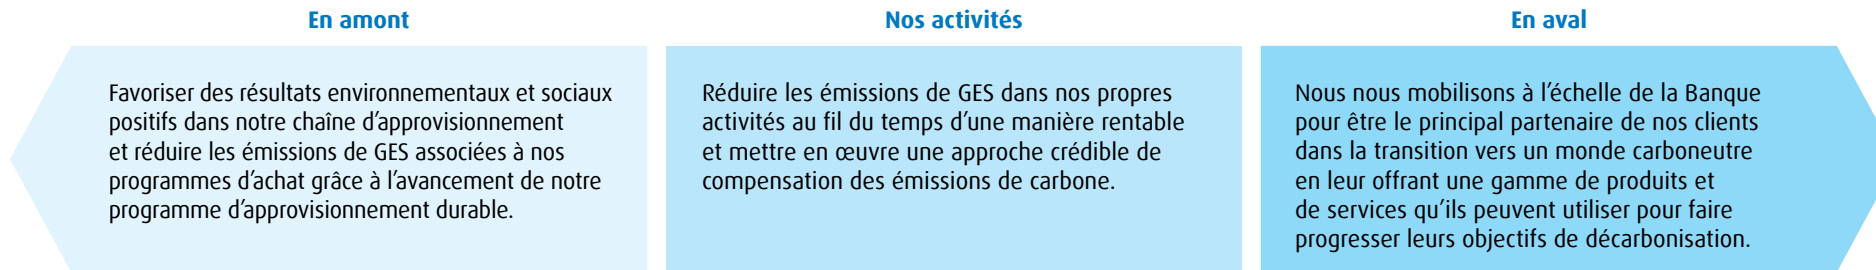 En amont
Favoriser des résultats environnementaux et sociaux
positifs dans notre chaîne d’approvisionnement
et réduire les émissions de GES associées à nos
programmes d’achat grâce à l’avancement de notre
programme d’approvisionnement durable.
Nos activités
Réduire les émissions de GES dans nos propres
activités au fil du temps d’une manière rentable
et mettre en œuvre une approche crédible de
compensation des émissions de carbone.
En aval
Nous nous mobilisons à l’échelle de la Banque
pour être le principal partenaire de nos clients
dans la transition vers un monde carboneutre
en leur offrant une gamme de produits et
de services qu’ils peuvent utiliser pour faire
progresser leurs objectifs de décarbonisation.